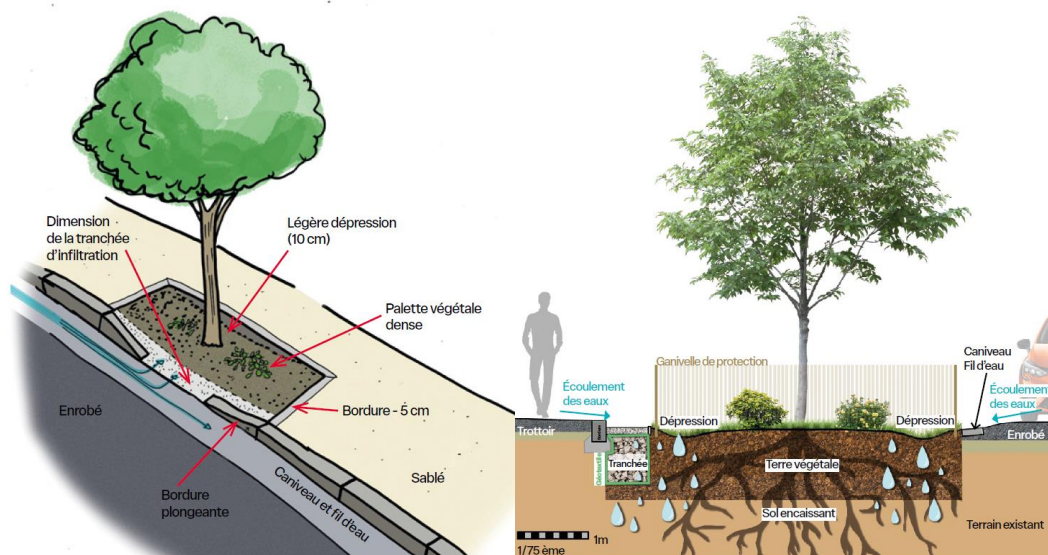 Dimension
de la tranchée
d'infiltration
Légère dépression
(10 cm)
Palette végétale
dense
Bordure - 5 cm
Enrobé
Sablé
Bordure
plongeante
Caniveau et fil d'eau
Ganivelle de protection
Caniveau
Fil d'eau
Écoulement
des eaux
Écoulement
des eaux
Dépression
Dépression
Trottoir
Enrobé
Tranchée
Terre végétale
Sol encaissant
Terrain existant
1m
1/75 ème